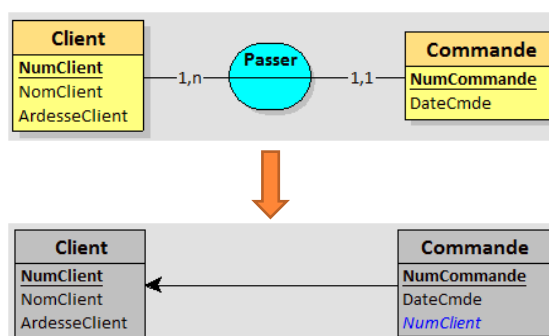 Client
NumClient
NomClient
ArdesseClient
1,n
Passer
1,1
Commande
NumCommande
DateCmde
Client
NumClient
NomClient
ArdesseClient
Commande
NumCommande
DateCmde
NumClient